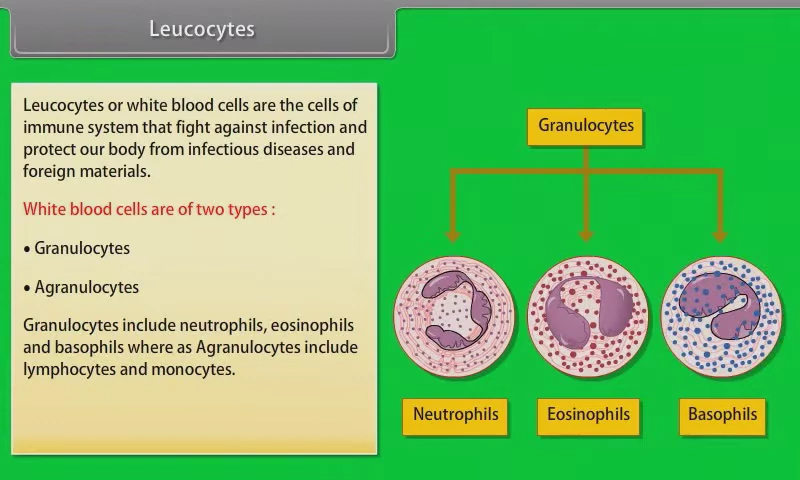 Leucocytes
Leucocytes or white blood cells are the cells of
immune system that fight against infection and
protect our body from infectious diseases and
foreign materials.
White blood cells are of two types :
• Granulocytes
• Agranulocytes
Granulocytes include neutrophils, eosinophils
and basophils where as Agranulocytes include
lymphocytes and monocytes.
Granulocytes
Neutrophils
Eosinophils
Basophils